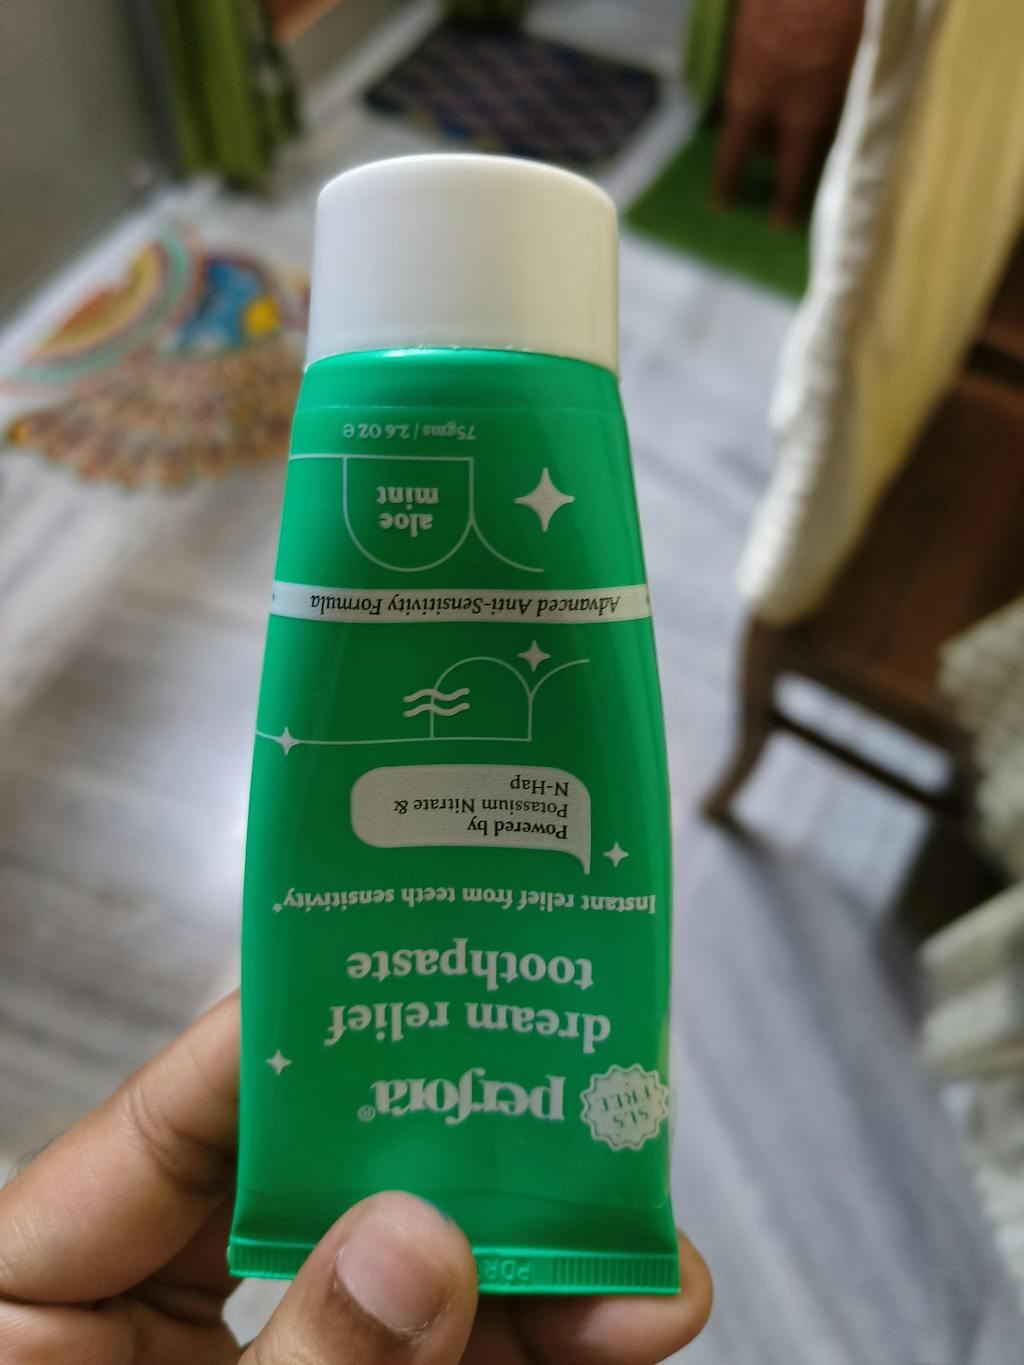 SLS
FREE
perfora®
dream relief
toothpaste
Instant relief from teeth sensitivity*
Powered by
Potassium Nitrate &
N-Hap
Advanced Anti-Sensitivity Formula
aloe
mint
75gms / 2.6 OZ e
PDR